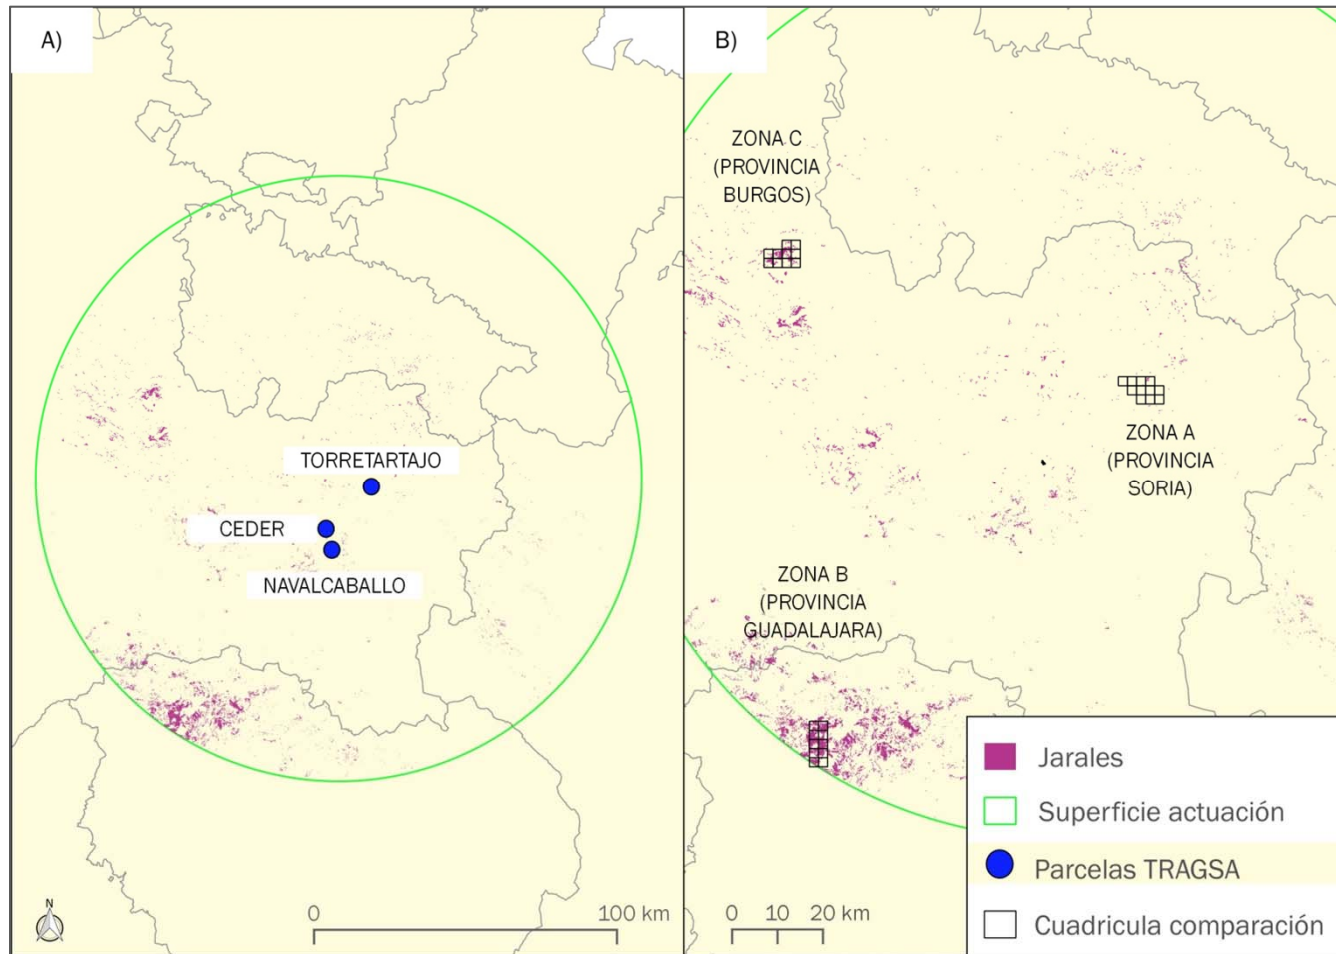 A)
TORRETARTAJO
CEDER
NAVALCABALLO
N
0
100 km
B)
ZONA C
(PROVINCIA
BURGOS)
ZONA A
(PROVINCIA
SORIA)
ZONA B
(PROVINCIA
GUADALAJARA)
0 10 20 km
Jarales
Superficie actuación
Parcelas TRAGSA
Cuadricula comparación